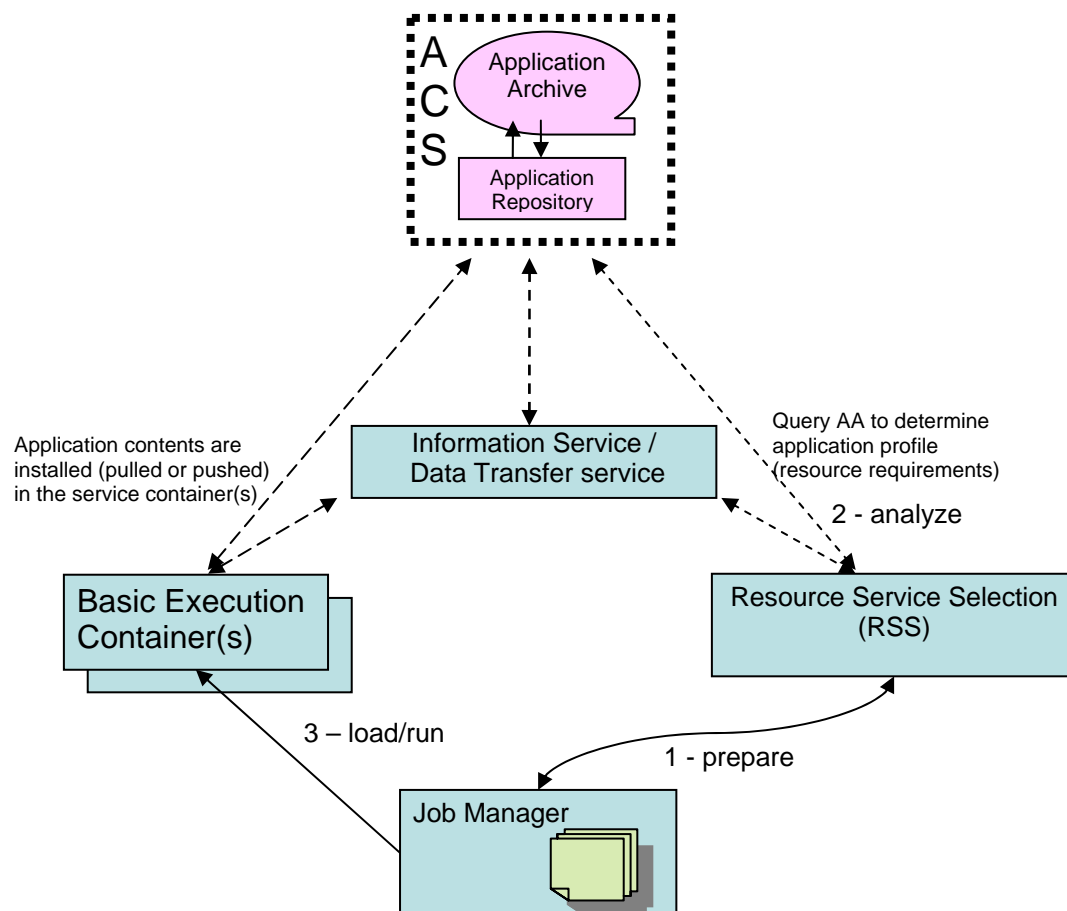 A
C
S
Application
Archive
Application
Repository
Application contents are
installed (pulled or pushed)
in the service container(s)
Information Service /
Data Transfer service
Query AA to determine
application profile
(resource requirements)
2 - analyze
Basic Execution
Container(s)
Resource Service Selection
(RSS)
3 – load/run
1 - prepare
Job Manager